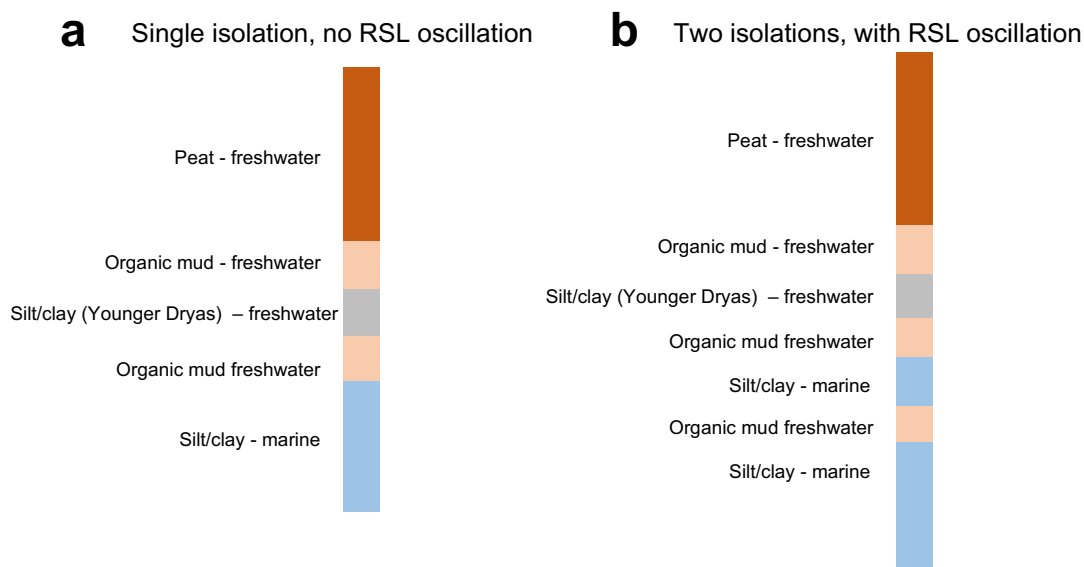 a Single isolation, no RSL oscillation
Peat - freshwater
Organic mud - freshwater
Silt/clay (Younger Dryas) – freshwater
Organic mud freshwater
Silt/clay - marine
b Two isolations, with RSL oscillation
Peat - freshwater
Organic mud - freshwater
Silt/clay (Younger Dryas) – freshwater
Organic mud freshwater
Silt/clay - marine
Organic mud freshwater
Silt/clay - marine